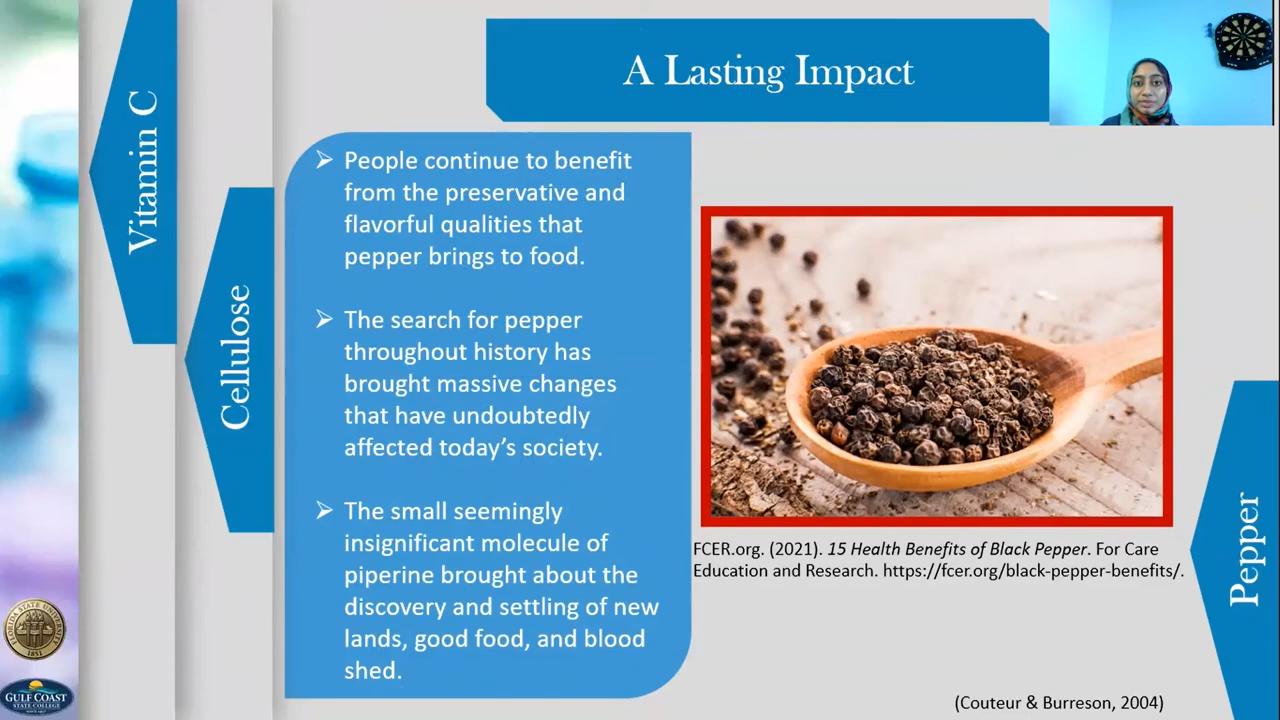 A Lasting Impact
Vitamin C
Cellulose
➢ People continue to benefit
from the preservative and
flavorful qualities that
pepper brings to food.
➢ The search for pepper
throughout history has
brought massive changes
that have undoubtedly
affected today’s society.
➢ The small seemingly
insignificant molecule of
piperine brought about the
discovery and settling of new
lands, good food, and blood
shed.
FCER.org. (2021). 15 Health Benefits of Black Pepper. For Care
Education and Research. https://fcer.org/black-pepper-benefits/.
Pepper
(Couteur & Burreson, 2004)
FLORIDA STATE UNIVERSITY
1851
GULF COAST
STATE COLLEGE